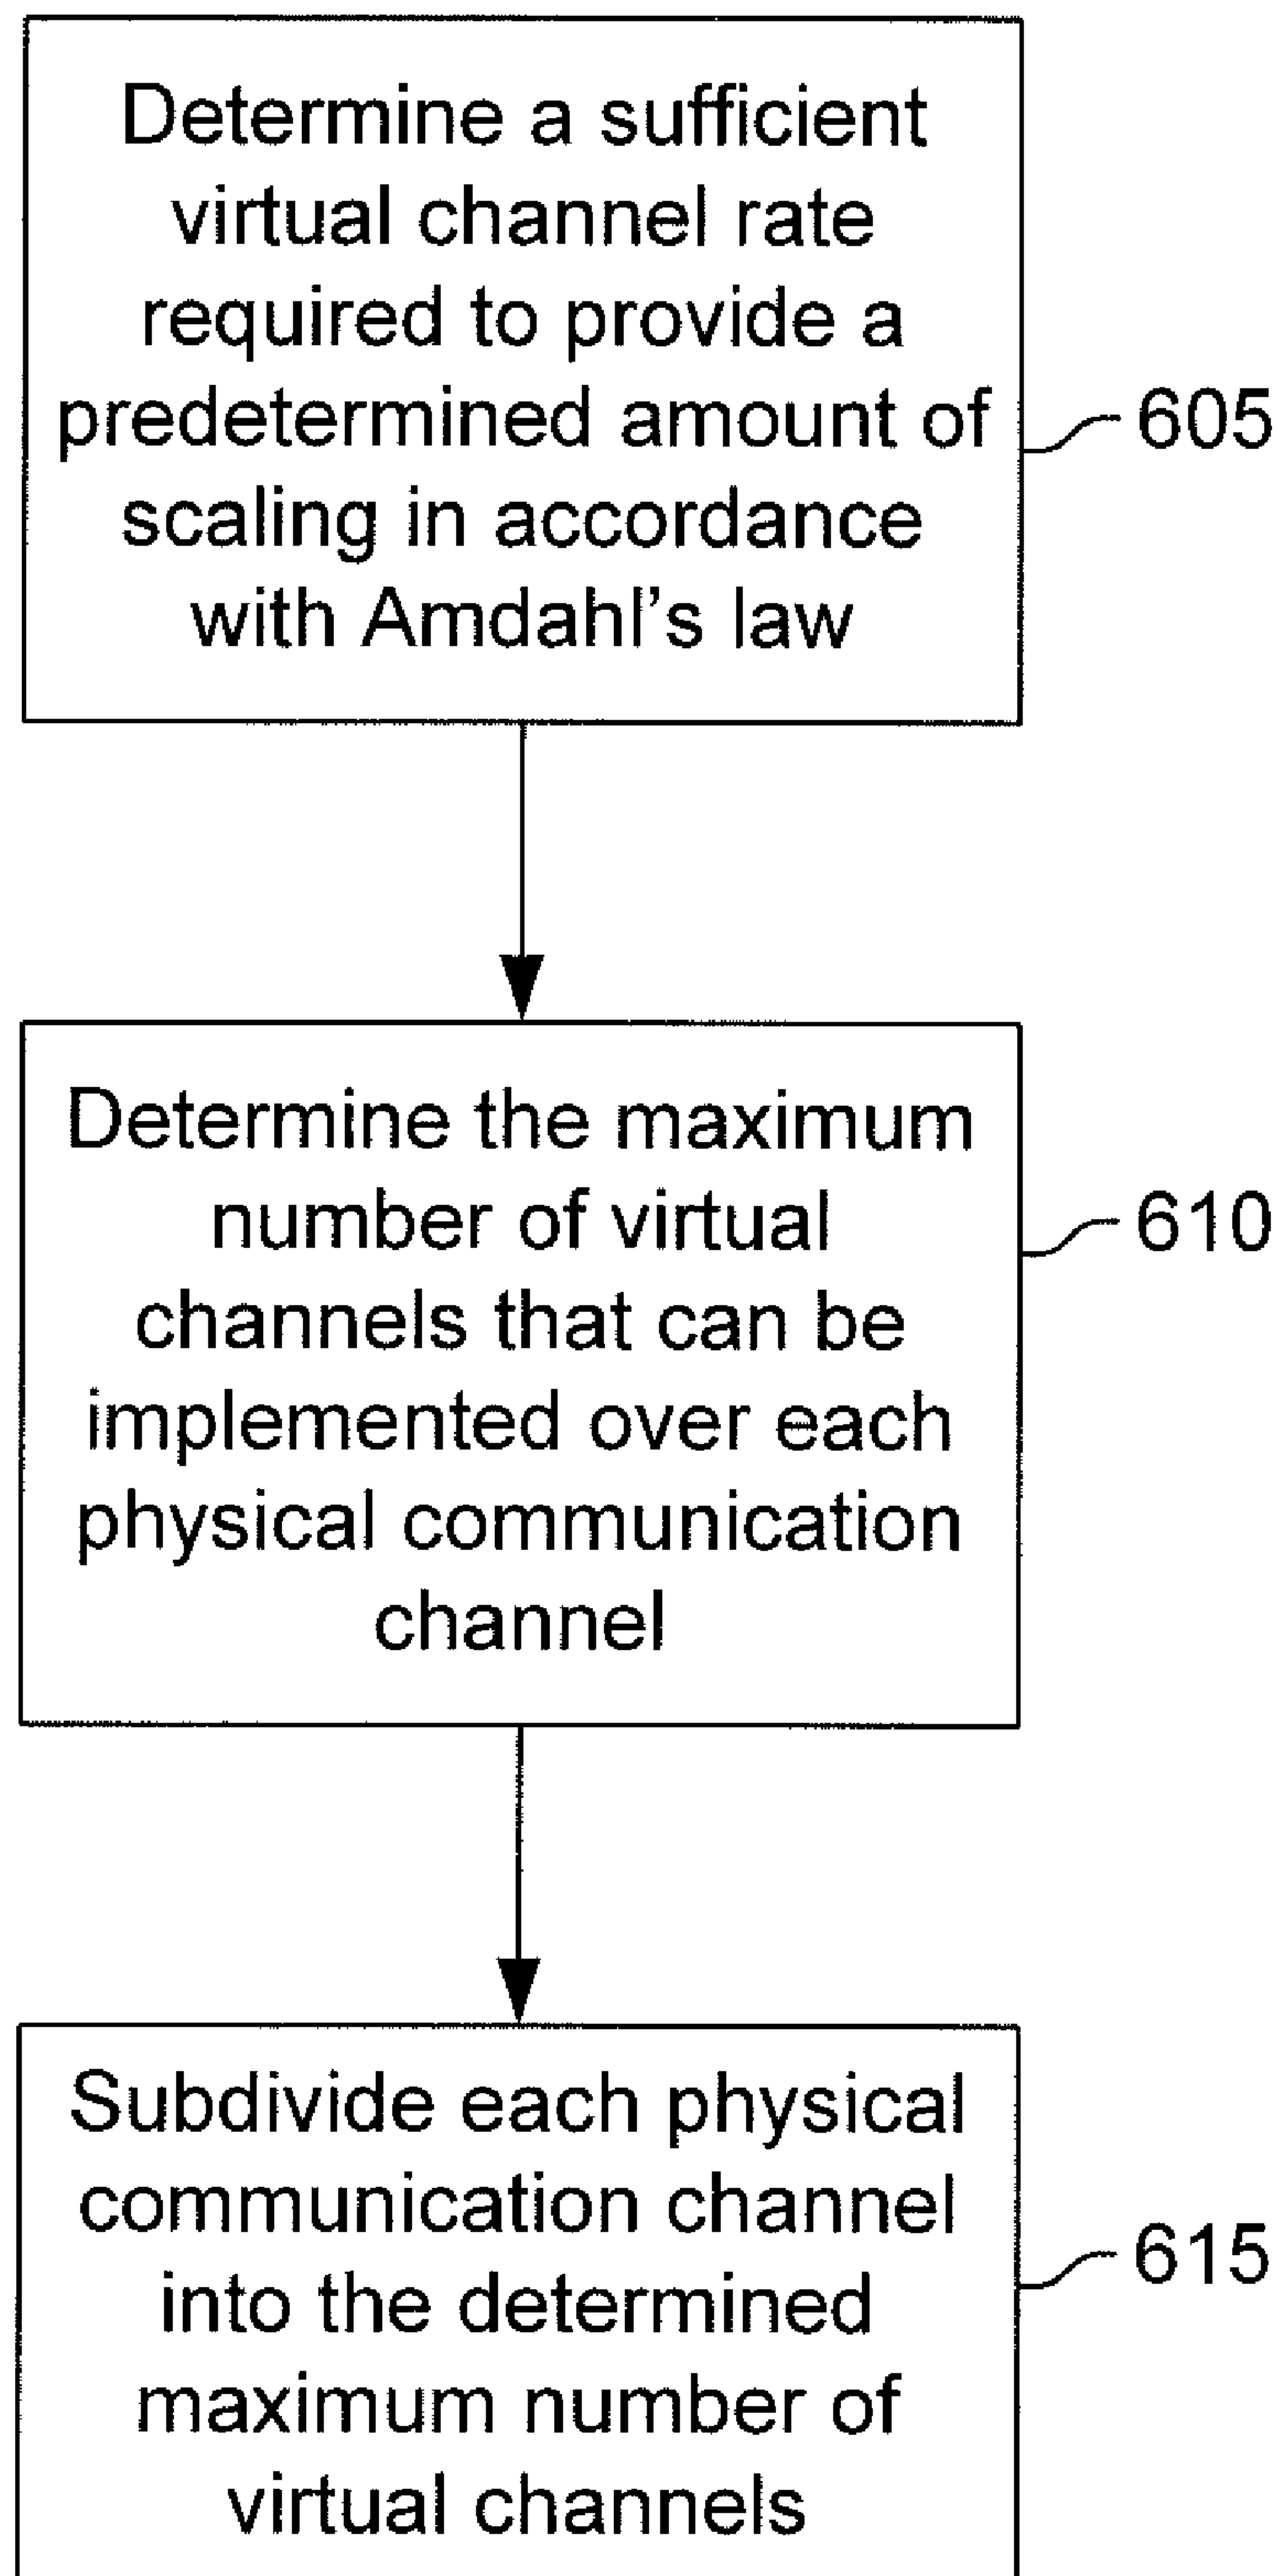 Determine a sufficient
virtual channel rate
required to provide a
predetermined amount of
scaling in accordance
with Amdahl's law
605
Determine the maximum
number of virtual
channels that can be
implemented over each
physical communication
channel
610
Subdivide each physical
communication channel
into the determined
maximum number of
virtual channels
615